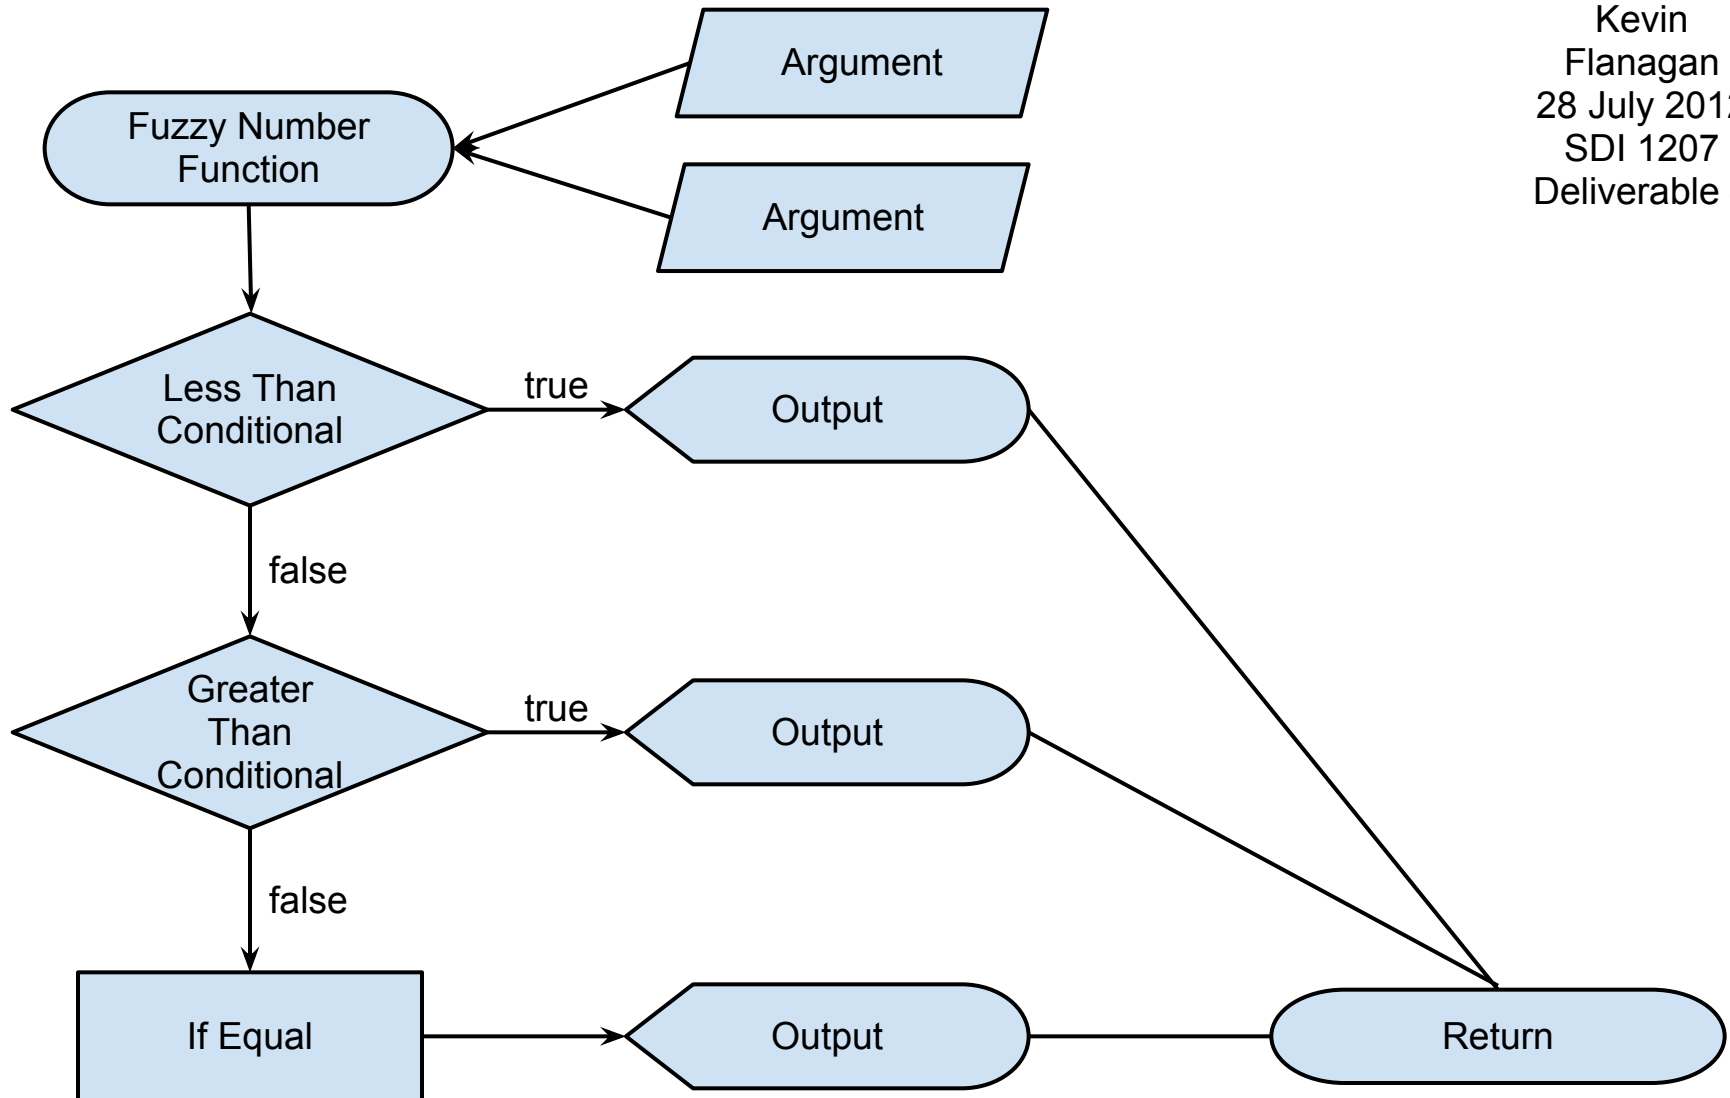 Kevin
Flanagan
28 July 2012
SDI 1207
Deliverable
Argument
Fuzzy Number
Function
Argument
Less Than
Conditional
true
Output
false
Greater
Than
Conditional
true
Output
false
If Equal
Output
Return